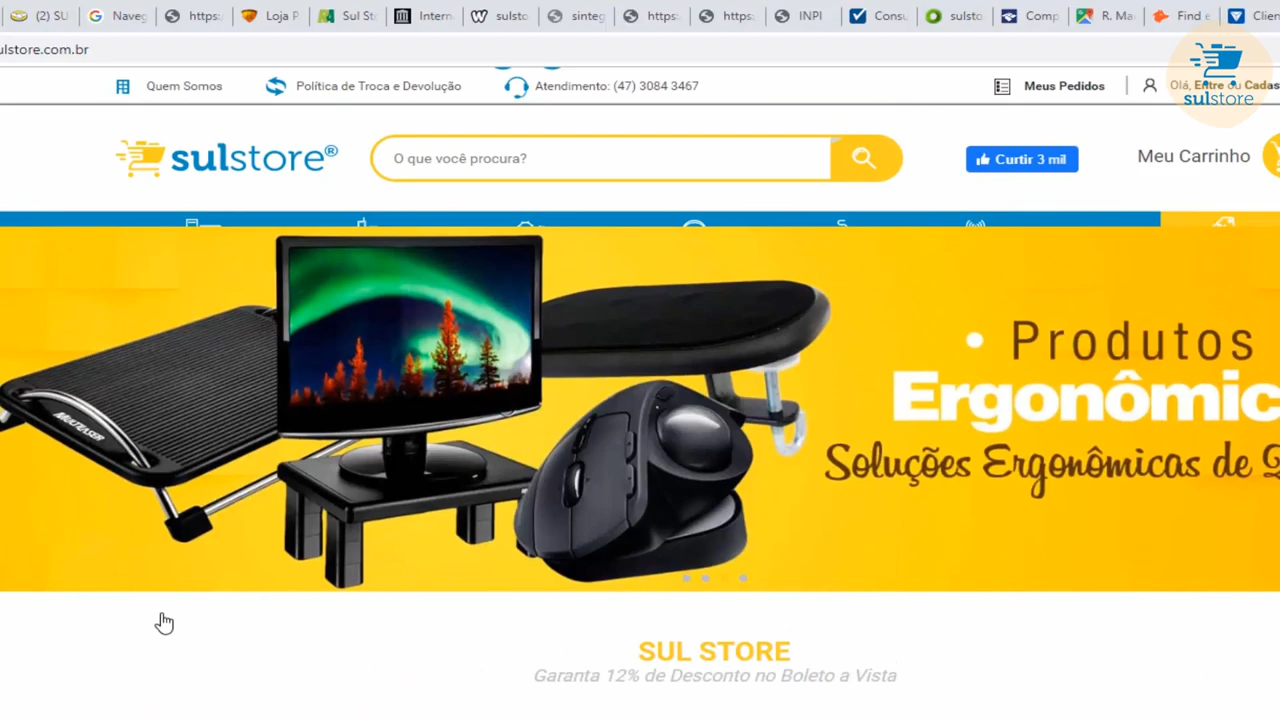 (2) SU Nave https: Loja P Sul St Intern sulsto sinteg https: https: INPI Consu sulsto Comp R. Ma Find e Clien
ulstore.com.br
Quem Somos Política de Troca e Devolução Atendimento: (47) 3084 3467 Meus Pedidos Olá, Entre ou Cadas
sulstore
sulstore® O que você procura? Curtir 3 mil Meu Carrinho
MULTILASER
Produtos
Ergonômic
Soluções Ergonômicas de
SUL STORE
Garanta 12% de Desconto no Boleto a Vista